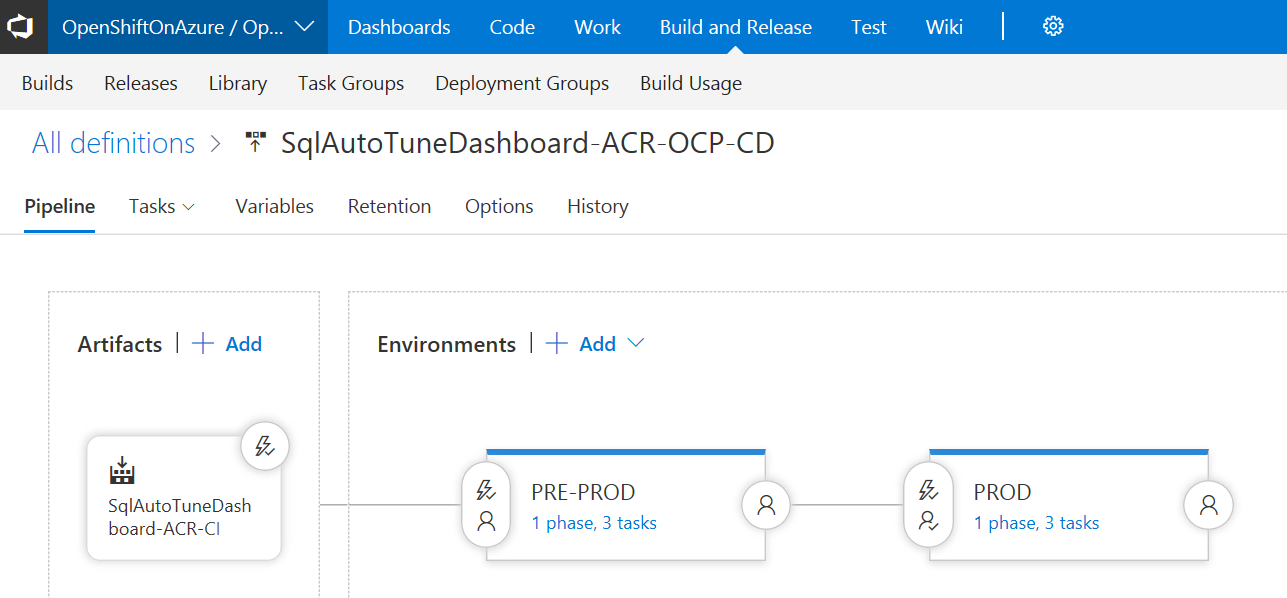 OpenShiftOnAzure / Op... Dashboards Code Work Build and Release Test Wiki
Builds Releases Library Task Groups Deployment Groups Build Usage
All definitions > SqlAutoTuneDashboard-ACR-OCP-CD
Pipeline Tasks Variables Retention Options History
Artifacts | + Add
Environments | + Add
SqlAutoTuneDash
board-ACR-CI
PRE-PROD
1 phase, 3 tasks
PROD
1 phase, 3 tasks